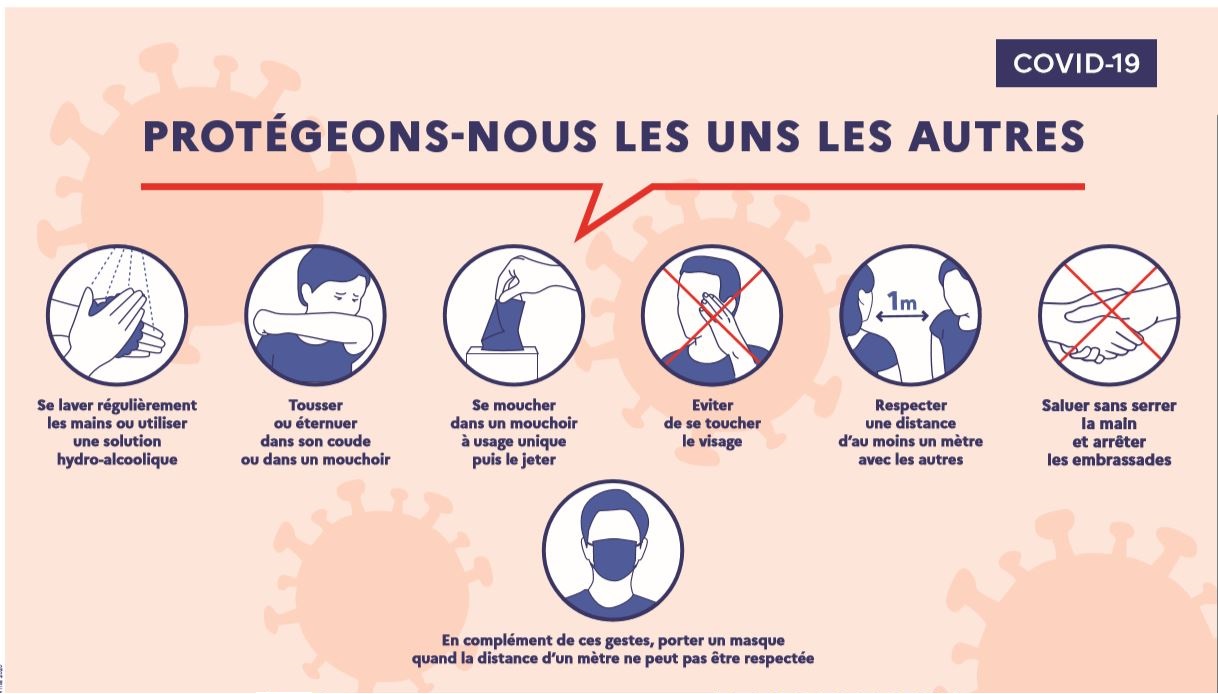 COVID-19
PROTÉGEONS-NOUS LES UNS LES AUTRES
1m
Se laver régulièrement
les mains ou utiliser
une solution
hydro-alcoolique
Tousser
ou éternuer
dans son coude
ou dans un mouchoir
Se moucher
dans un mouchoir
à usage unique
puis le jeter
Eviter
de se toucher
le visage
Respecter
une distance
d'au moins un mètre
avec les autres
Saluer sans serrer
la main
et arrêter
les embrassades
En complément de ces gestes, porter un masque
quand la distance d'un mètre ne peut pas être respectée